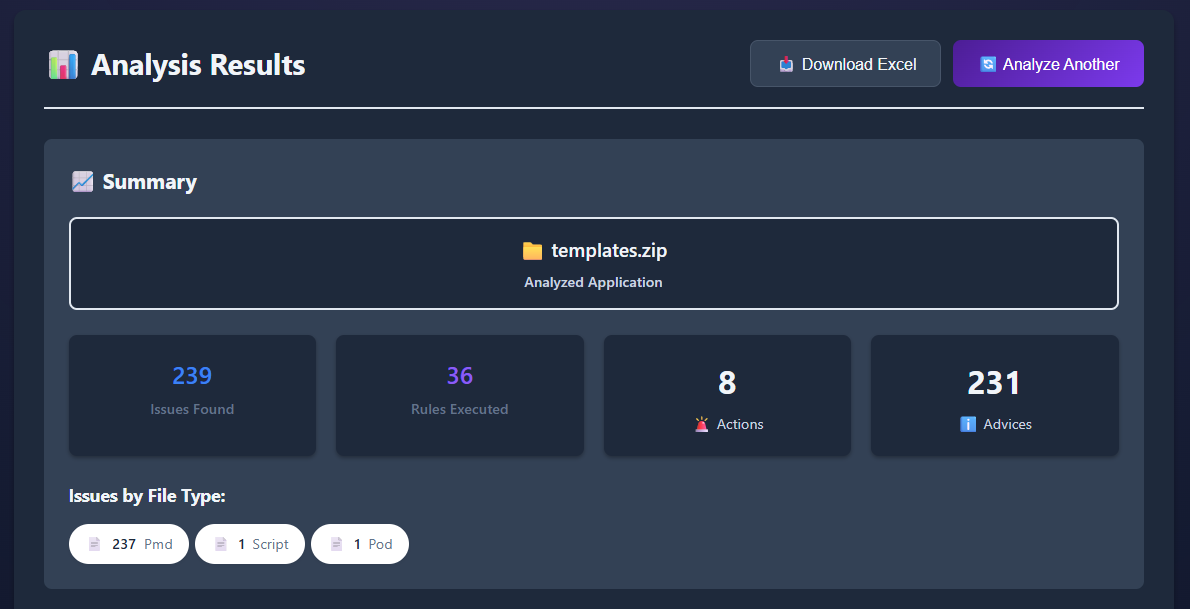 Analysis Results
Download Excel
Analyze Another
Summary
templates.zip
Analyzed Application
239
Issues Found
36
Rules Executed
8
Actions
231
Advices
Issues by File Type:
237 Pmd
1 Script
1 Pod